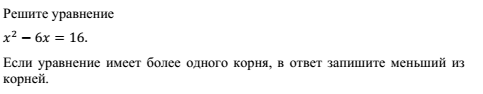 Решите уравнение
x² − 6x = 16.
Если уравнение имеет более одного корня, в ответ запишите меньший из
корней.